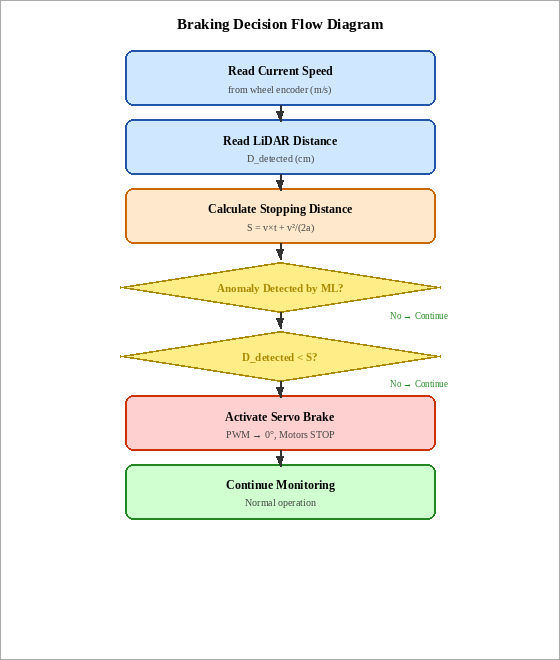 Braking Decision Flow Diagram
Read Current Speed
from wheel encoder (m/s)
Read LiDAR Distance
D_detected (cm)
Calculate Stopping Distance
S = v×t + v²/(2a)
Anomaly Detected by ML?
No → Continue
D_detected < S?
No → Continue
Activate Servo Brake
PWM → 0°, Motors STOP
Continue Monitoring
Normal operation